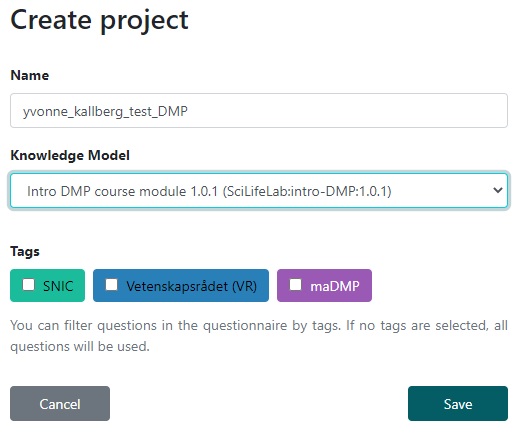 Create project
Name
yvonne_kallberg_test_DMP
Knowledge Model
Intro DMP course module 1.0.1 (SciLifeLab:intro-DMP:1.0.1)
Tags
SNIC Vetenskapsrådet (VR) maDMP
You can filter questions in the questionnaire by tags. If no tags are selected, all
questions will be used.
Cancel Save